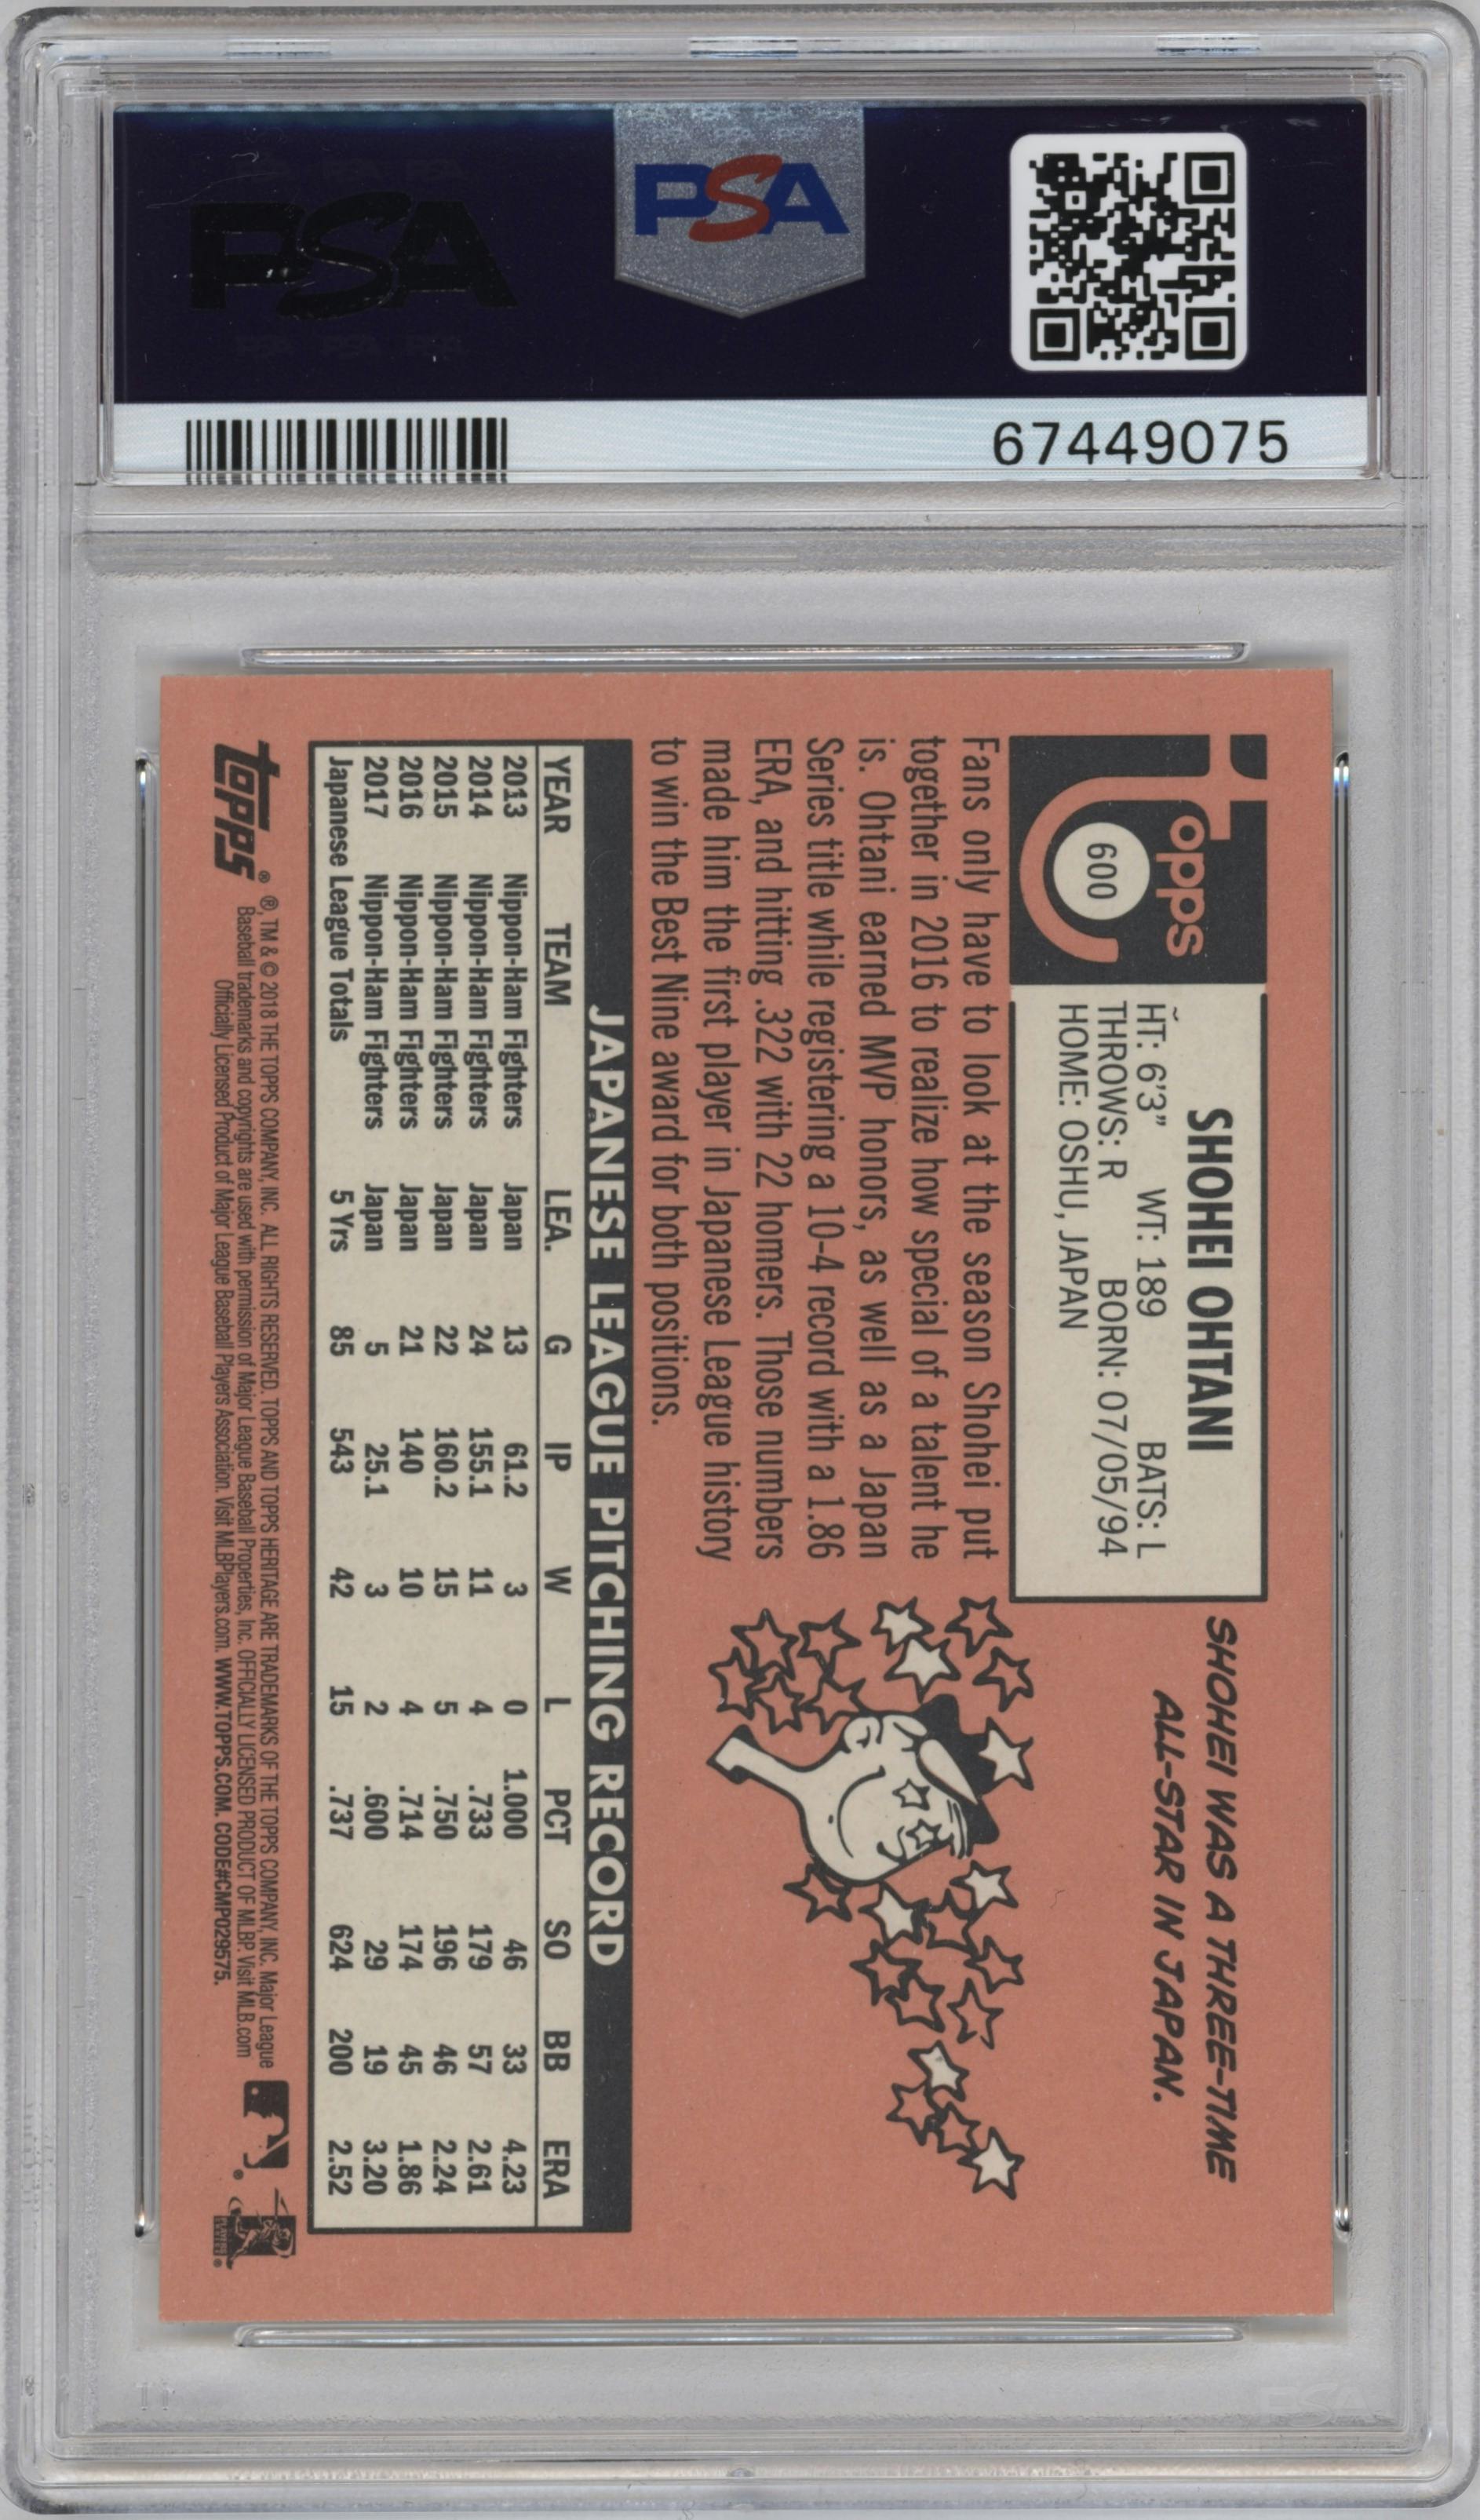 PSA
PSA
67449075
Topps
600
SHOHEI OHTANI
HT: 6'3" WT: 189 BATS: L
THROWS: R BORN: 07/05/94
HOME: OSHU, JAPAN
SHOHEI WAS A THREE-TIME
ALL-STAR IN JAPAN.
Fans only have to look at the season Shohei put
together in 2016 to realize how special of a talent he
is. Ohtani earned MVP honors, as well as a Japan
Series title while registering a 10-4 record with a 1.86
ERA, and hitting .322 with 22 homers. Those numbers
made him the first player in Japanese League history
to win the Best Nine award for both positions.
JAPANESE LEAGUE PITCHING RECORD
YEAR TEAM LEA. G IP W L PCT SO BB ERA
2013 Nippon-Ham Fighters Japan 13 61.2 3 0 1.000 46 33 4.23
2014 Nippon-Ham Fighters Japan 24 155.1 11 4 .733 179 57 2.61
2015 Nippon-Ham Fighters Japan 22 160.2 15 5 .750 196 46 2.24
2016 Nippon-Ham Fighters Japan 21 140 10 4 .714 174 45 1.86
2017 Nippon-Ham Fighters Japan 5 25.1 3 2 .600 29 19 3.20
Japanese League Totals 5 Yrs 85 543 42 15 .737 624 200 2.52
topps®
®, TM & © 2018 THE TOPPS COMPANY, INC. ALL RIGHTS RESERVED. TOPPS AND TOPPS HERITAGE ARE TRADEMARKS OF THE TOPPS COMPANY, INC. Major League
Baseball trademarks and copyrights are used with permission of Major League Baseball Properties, Inc. OFFICIALLY LICENSED PRODUCT OF MLBP. Visit MLB.com
Officially Licensed Product of Major League Baseball Players Association. Visit MLBPlayers.com. WWW.TOPPS.COM. CODE#CMP029575.